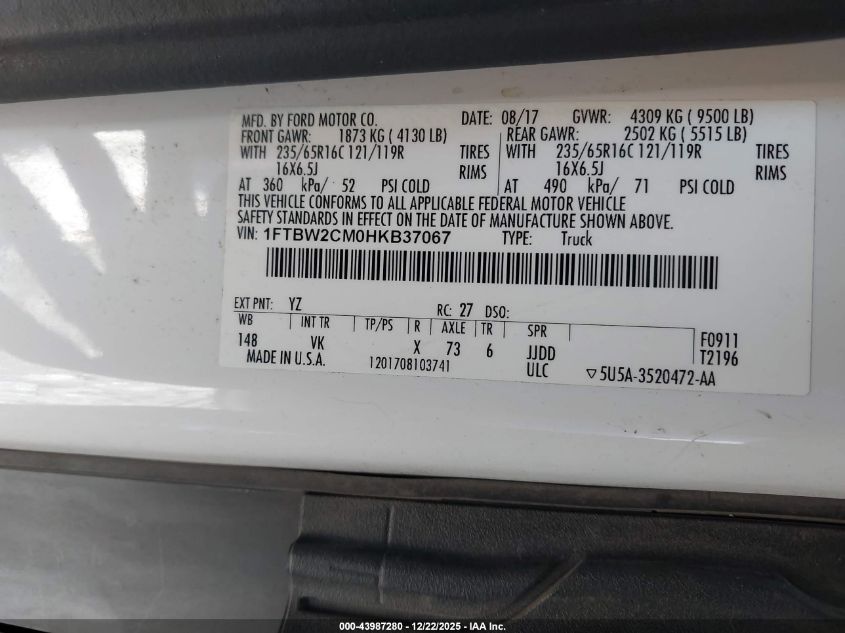 MFD. BY FORD MOTOR CO. DATE: 08/17 GVWR: 4309 KG ( 9500 LB)
FRONT GAWR: 1873 KG ( 4130 LB) REAR GAWR: 2502 KG ( 5515 LB)
WITH 235/65R16C 121/119R TIRES WITH 235/65R16C 121/119R TIRES
16X6.5J RIMS 16X6.5J RIMS
AT 360 kPa/ 52 PSI COLD AT 490 kPa/ 71 PSI COLD
THIS VEHICLE CONFORMS TO ALL APPLICABLE FEDERAL MOTOR VEHICLE
SAFETY STANDARDS IN EFFECT ON THE DATE OF MANUFACTURE SHOWN ABOVE.
VIN: 1FTBW2CM0HKB37067 TYPE: Truck
EXT PNT: YZ RC: 27 DSO:
WB INT TR TP/PS R AXLE TR SPR F0911
148 VK X 73 6 JJDD T2196
MADE IN U.S.A. 1201708103741 ULC ▽5U5A-3520472-AA
000-43987280 - 12/22/2025 - IAA Inc.